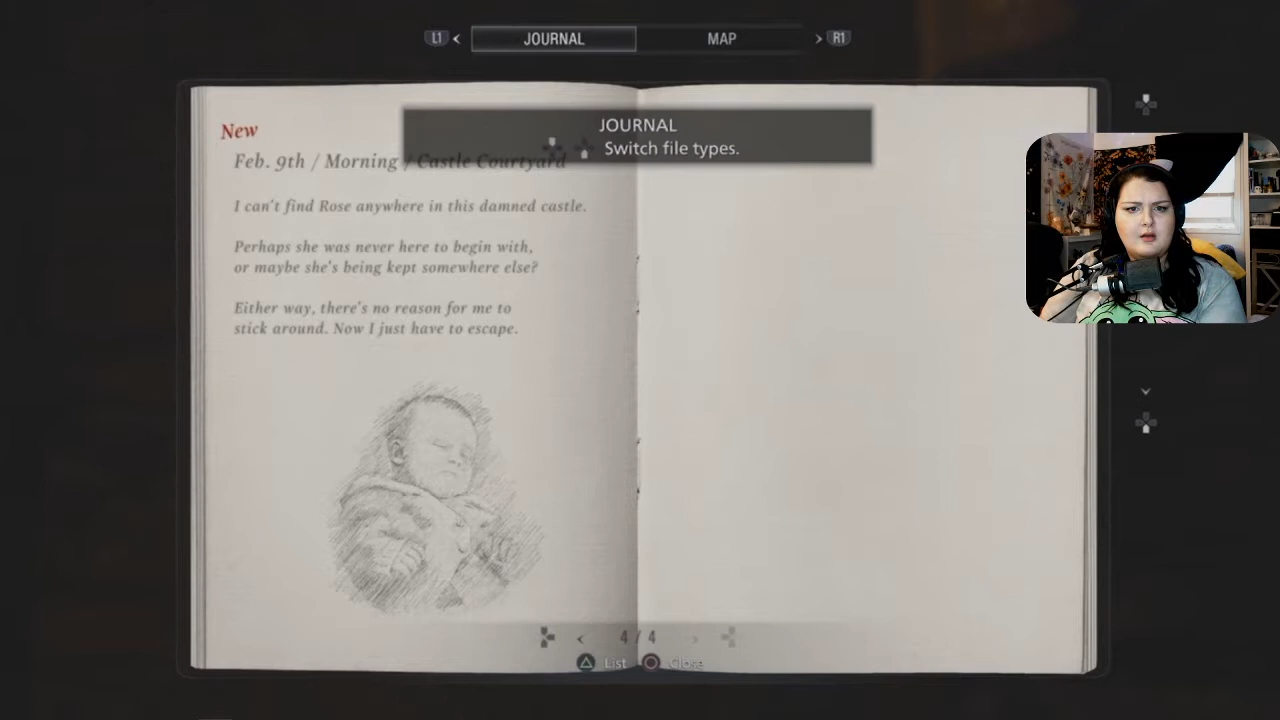 L1 < JOURNAL MAP > R1
JOURNAL
Switch file types.
New
Feb. 9th / Morning / Castle Courtyard
I can't find Rose anywhere in this damned castle.
Perhaps she was never here to begin with,
or maybe she's being kept somewhere else?
Either way, there's no reason for me to
stick around. Now I just have to escape.
< 4 / 4 >
List Close